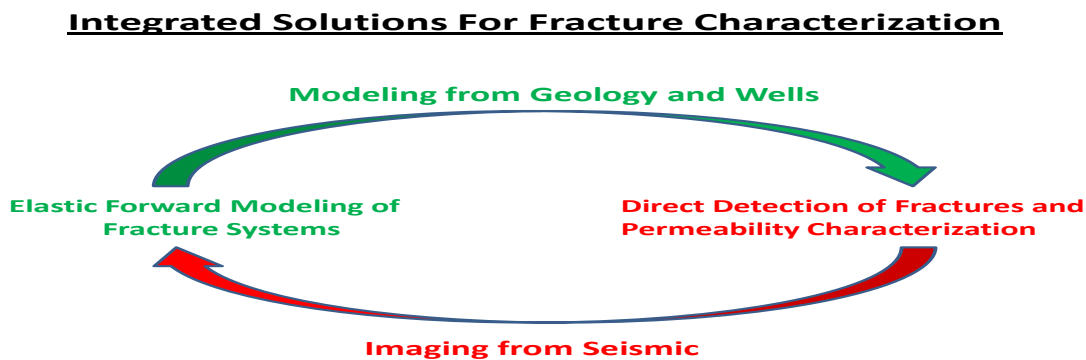 Integrated Solutions For Fracture Characterization
Modeling from Geology and Wells
Elastic Forward Modeling of
Fracture Systems
Direct Detection of Fractures and
Permeability Characterization
Imaging from Seismic